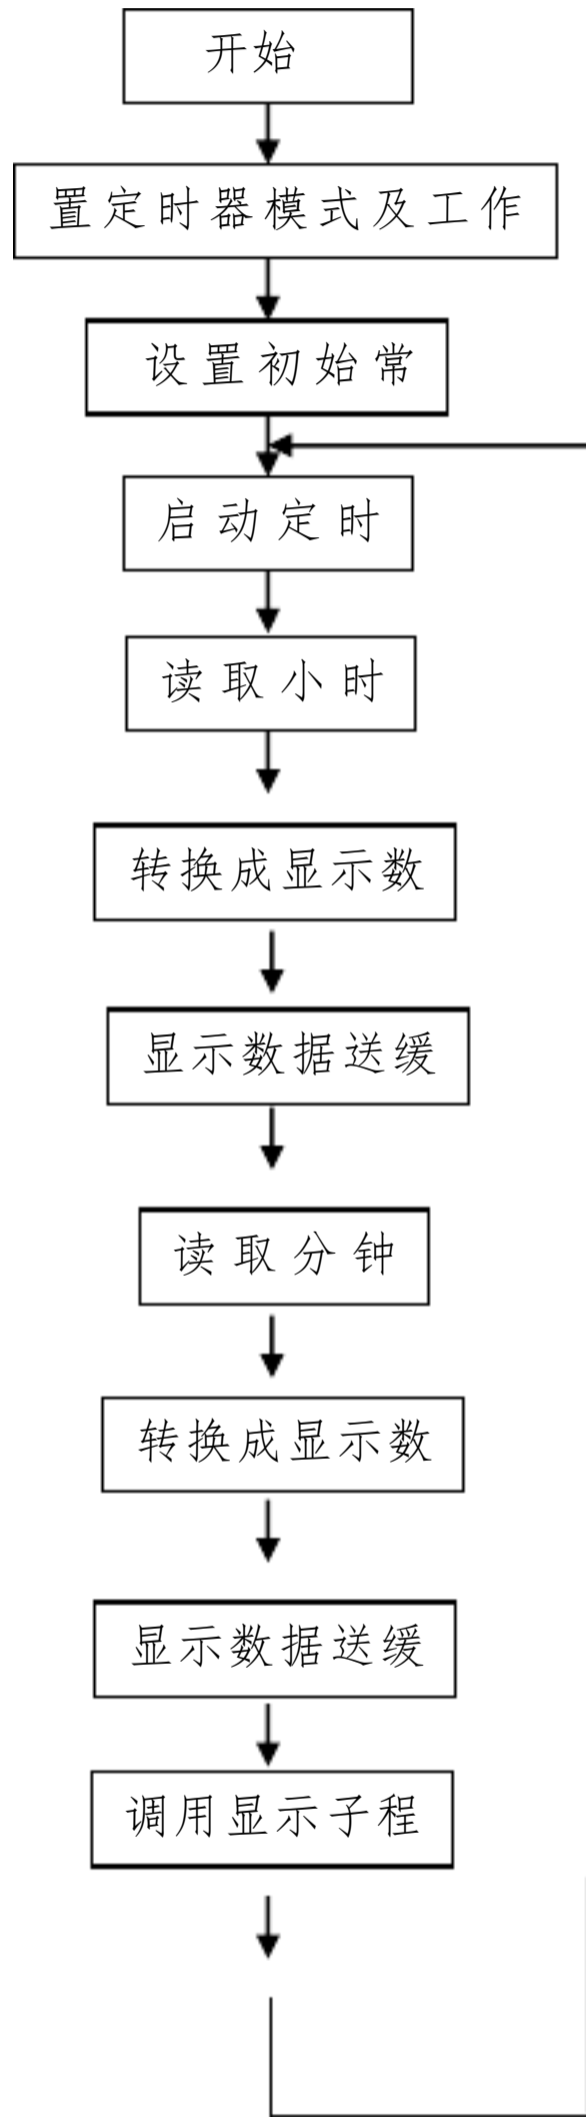 开始
置定时器模式及工作
设置初始常
启动定时
读取小时
转换成显示数
显示数据送缓
读取分钟
转换成显示数
显示数据送缓
调用显示子程